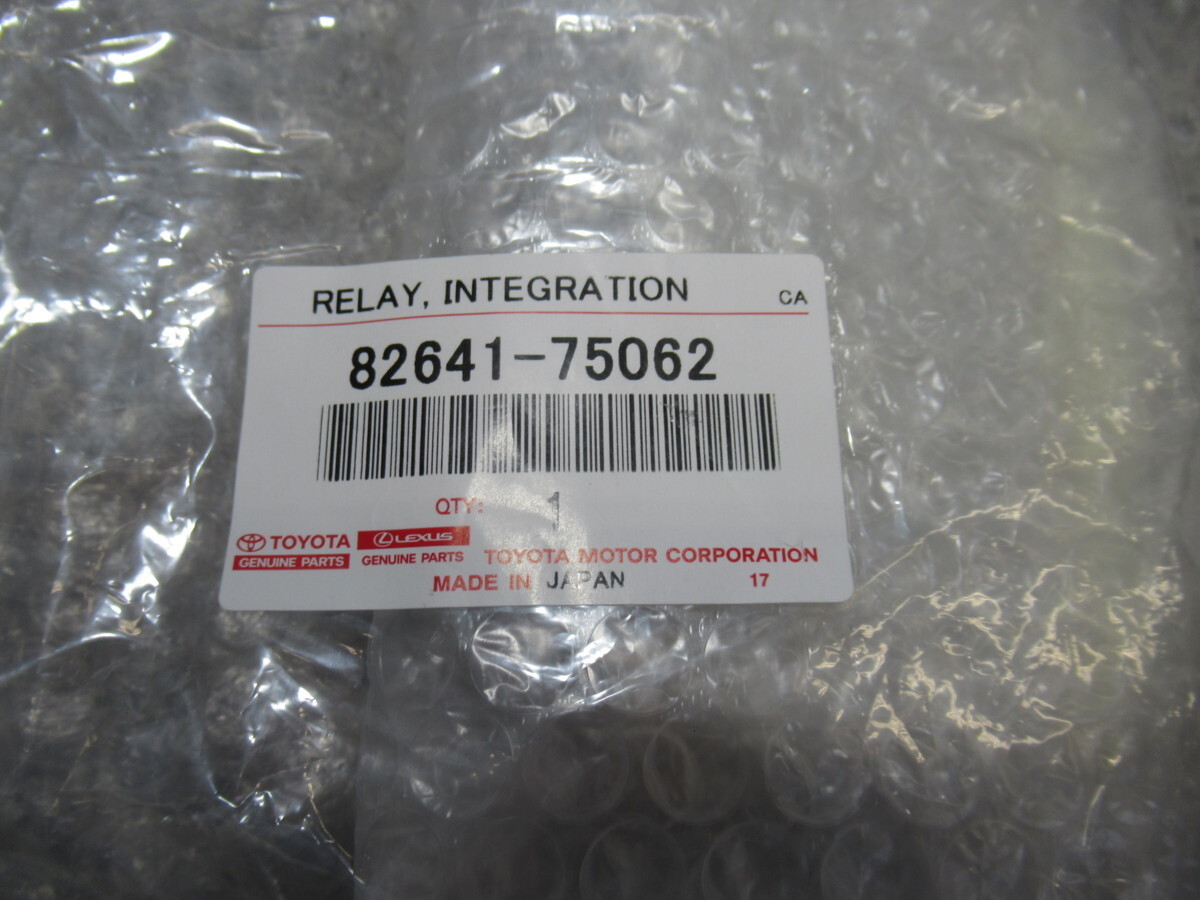 RELAY, INTEGRATION CA
82641-75062
QTY: 1
TOYOTA LEXUS
GENUINE PARTS GENUINE PARTS TOYOTA MOTOR CORPORATION
MADE IN JAPAN 17